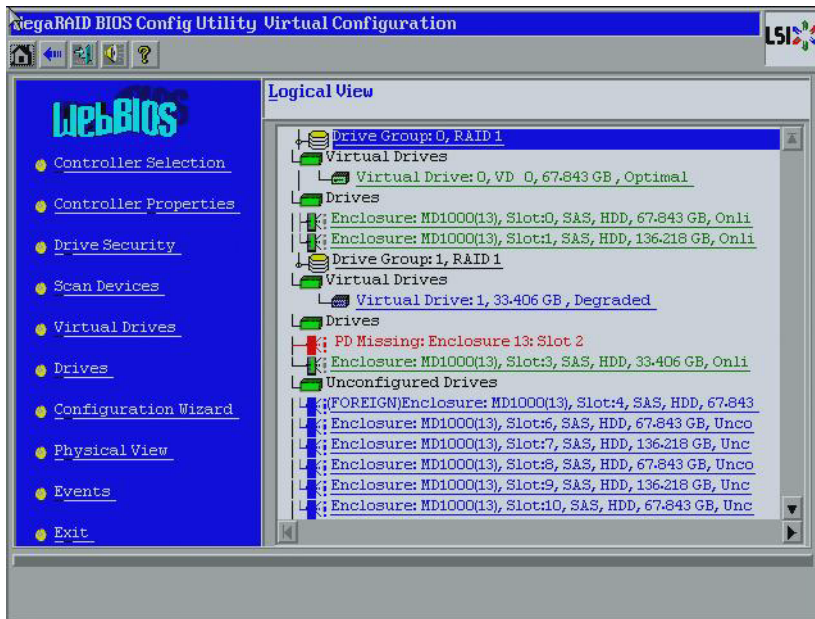 MegaRAID BIOS Config Utility Virtual Configuration
LSI
?
WebBIOS
Controller Selection
Controller Properties
Drive Security
Scan Devices
Virtual Drives
Drives
Configuration Wizard
Physical View
Events
Exit
Logical View
Drive Group: 0, RAID 1
Virtual Drives
Virtual Drive: 0, VD 0, 67.843 GB , Optimal
Drives
Enclosure: MD1000(13), Slot:0, SAS, HDD, 67.843 GB, Onli
Enclosure: MD1000(13), Slot:1, SAS, HDD, 136.218 GB, Onli
Drive Group: 1, RAID 1
Virtual Drives
Virtual Drive: 1, 33.406 GB , Degraded
Drives
PD Missing: Enclosure 13: Slot 2
Enclosure: MD1000(13), Slot:3, SAS, HDD, 33.406 GB, Onli
Unconfigured Drives
(FOREIGN)Enclosure: MD1000(13), Slot:4, SAS, HDD, 67.843
Enclosure: MD1000(13), Slot:6, SAS, HDD, 67.843 GB, Unco
Enclosure: MD1000(13), Slot:7, SAS, HDD, 136.218 GB, Unc
Enclosure: MD1000(13), Slot:8, SAS, HDD, 67.843 GB, Unco
Enclosure: MD1000(13), Slot:9, SAS, HDD, 136.218 GB, Unc
Enclosure: MD1000(13), Slot:10, SAS, HDD, 67.843 GB, Unc